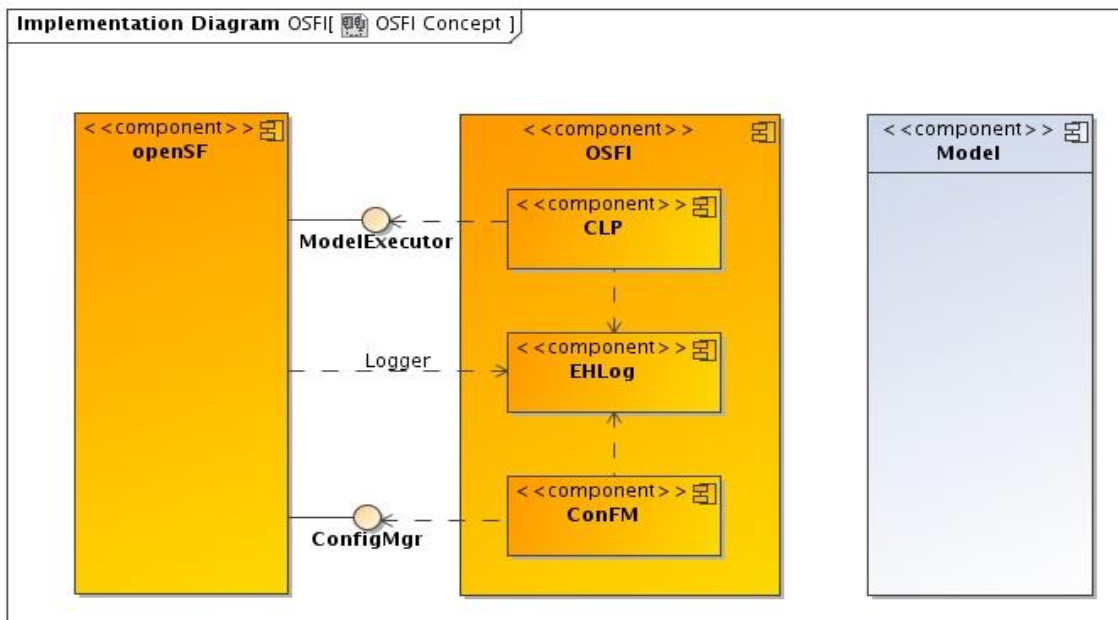 Implementation Diagram OSFI[ OSFI Concept ]
< <component> >
openSF
< <component> >
OSFI
< <component> >
Model
< <component> >
CLP
ModelExecutor
< <component> >
EHLog
Logger
< <component> >
ConFM
ConfigMgr